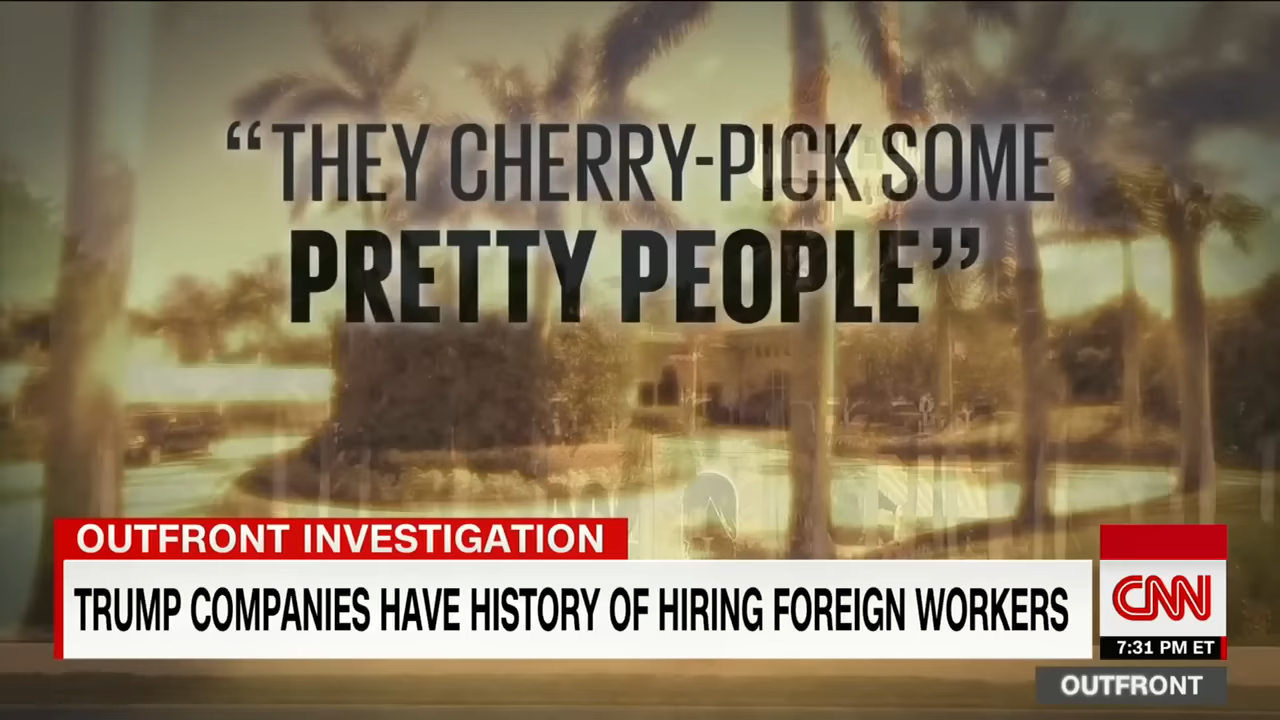 “THEY CHERRY-PICK SOME
PRETTY PEOPLE”
OUTFRONT INVESTIGATION
TRUMP COMPANIES HAVE HISTORY OF HIRING FOREIGN WORKERS
CNN
7:31 PM ET
OUTFRONT